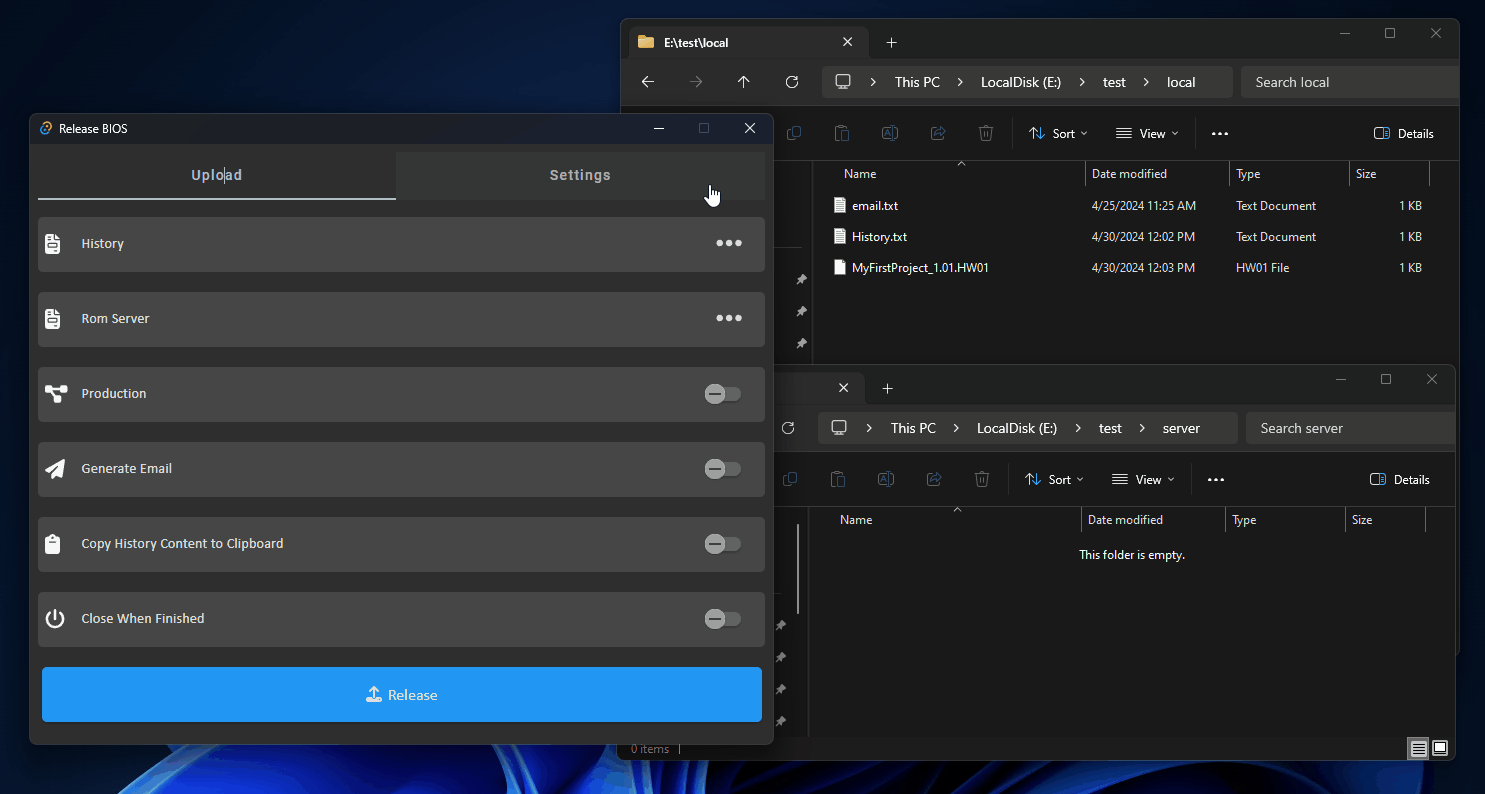 Release BIOS
Upload Settings
History
Rom Server
Production
Generate Email
Copy History Content to Clipboard
Close When Finished
Release
E:\test\local
This PC LocalDisk (E:) test local
Search local
Sort View Details
Name Date modified Type Size
email.txt 4/25/2024 11:25 AM Text Document 1 KB
History.txt 4/30/2024 12:02 PM Text Document 1 KB
MyFirstProject_1.01.HW01 4/30/2024 12:03 PM HW01 File 1 KB
This PC LocalDisk (E:) test server
Search server
Sort View Details
Name Date modified Type Size
This folder is empty.
0 items